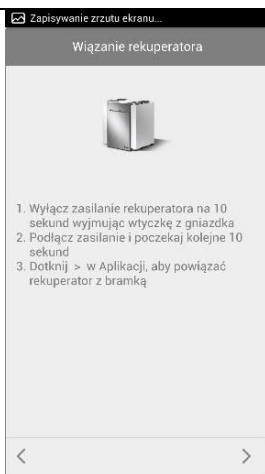 Zapisywanie zrzutu ekranu...
Wiązanie rekuperatora
1. Wyłącz zasilanie rekuperatora na 10
sekund wyjmując wtyczkę z gniazdka
2. Podłącz zasilanie i poczekaj kolejne 10
sekund
3. Dotknij > w Aplikacji, aby powiązać
rekuperator z bramką